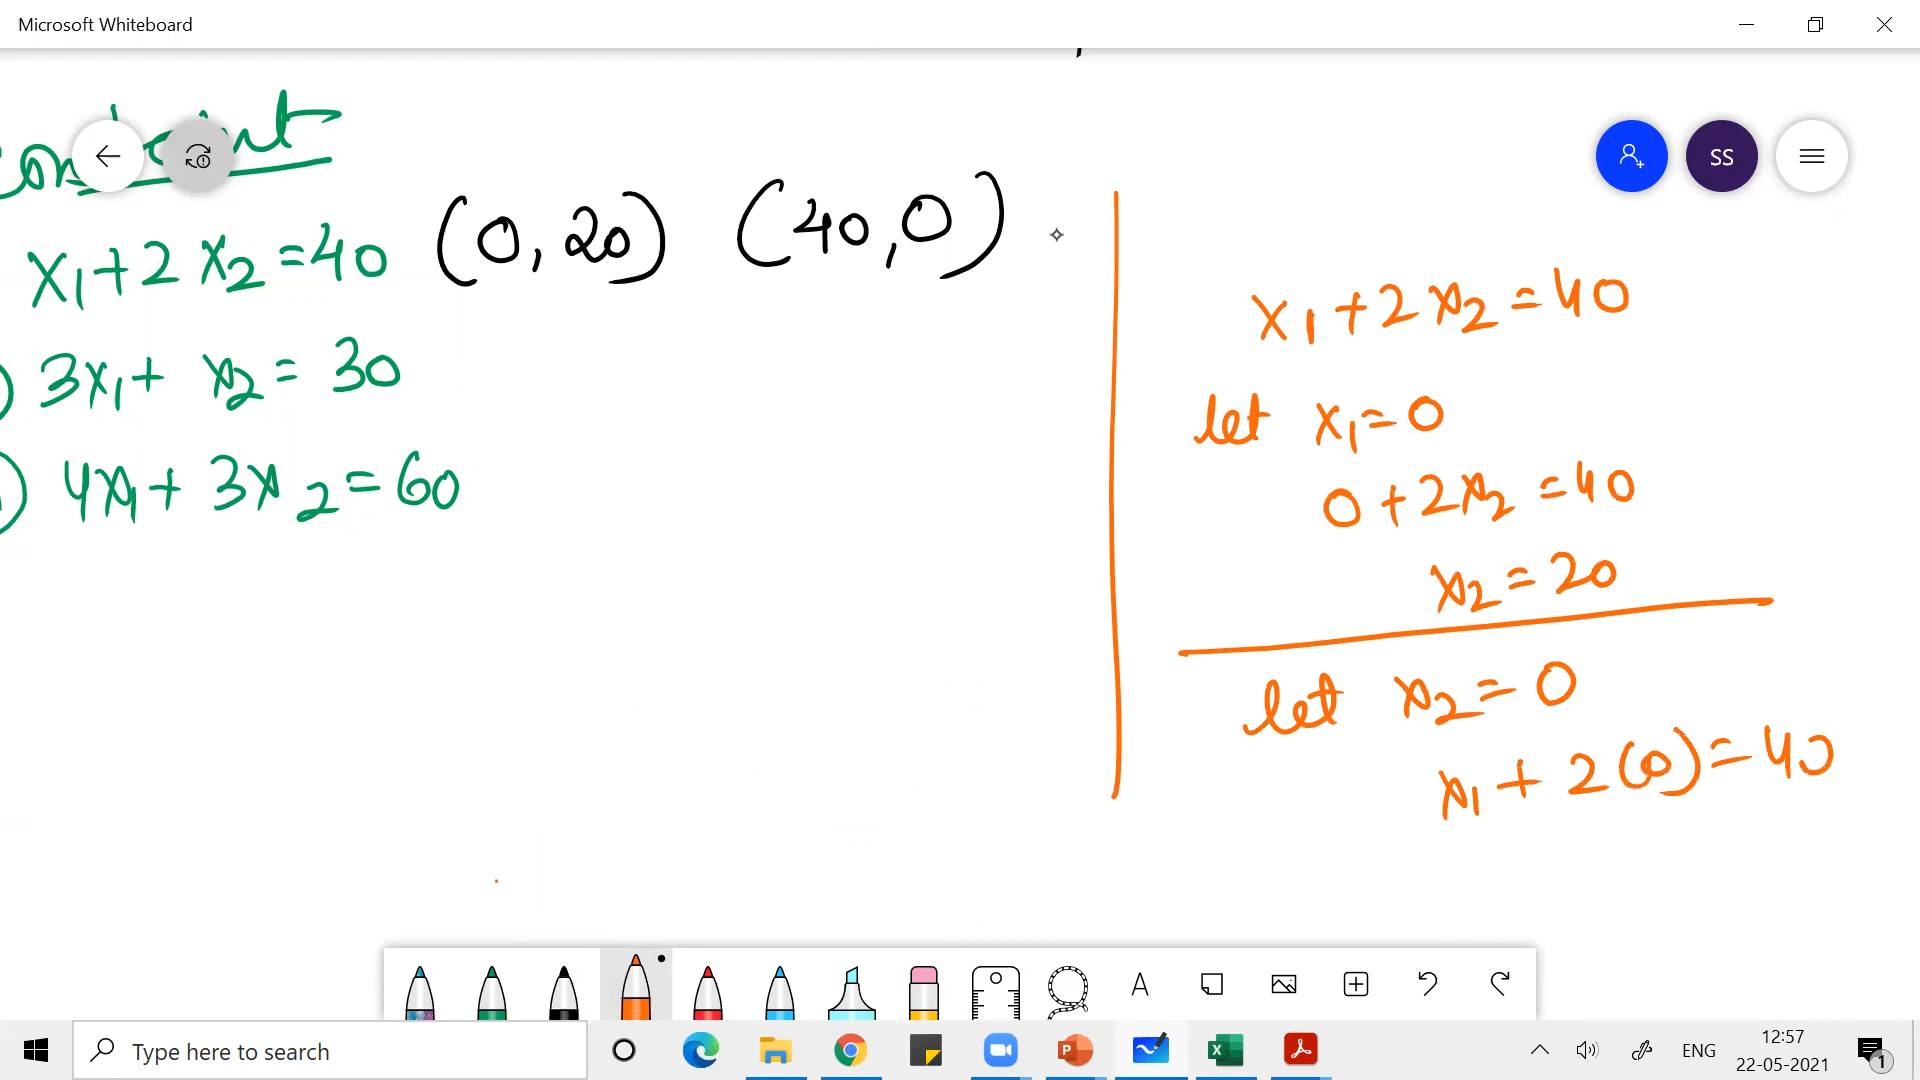 Microsoft Whiteboard
SS
x₁+2x₂=40 (0,20) (40,0)
3x₁+ x₂= 30
4x₁+ 3x₂=60
x₁+2x₂=40
let x₁=0
0+2x₂=40
x₂=20
let x₂=0
x₁+2(0)=40
A
Type here to search
ENG
12:57
22-05-2021
1